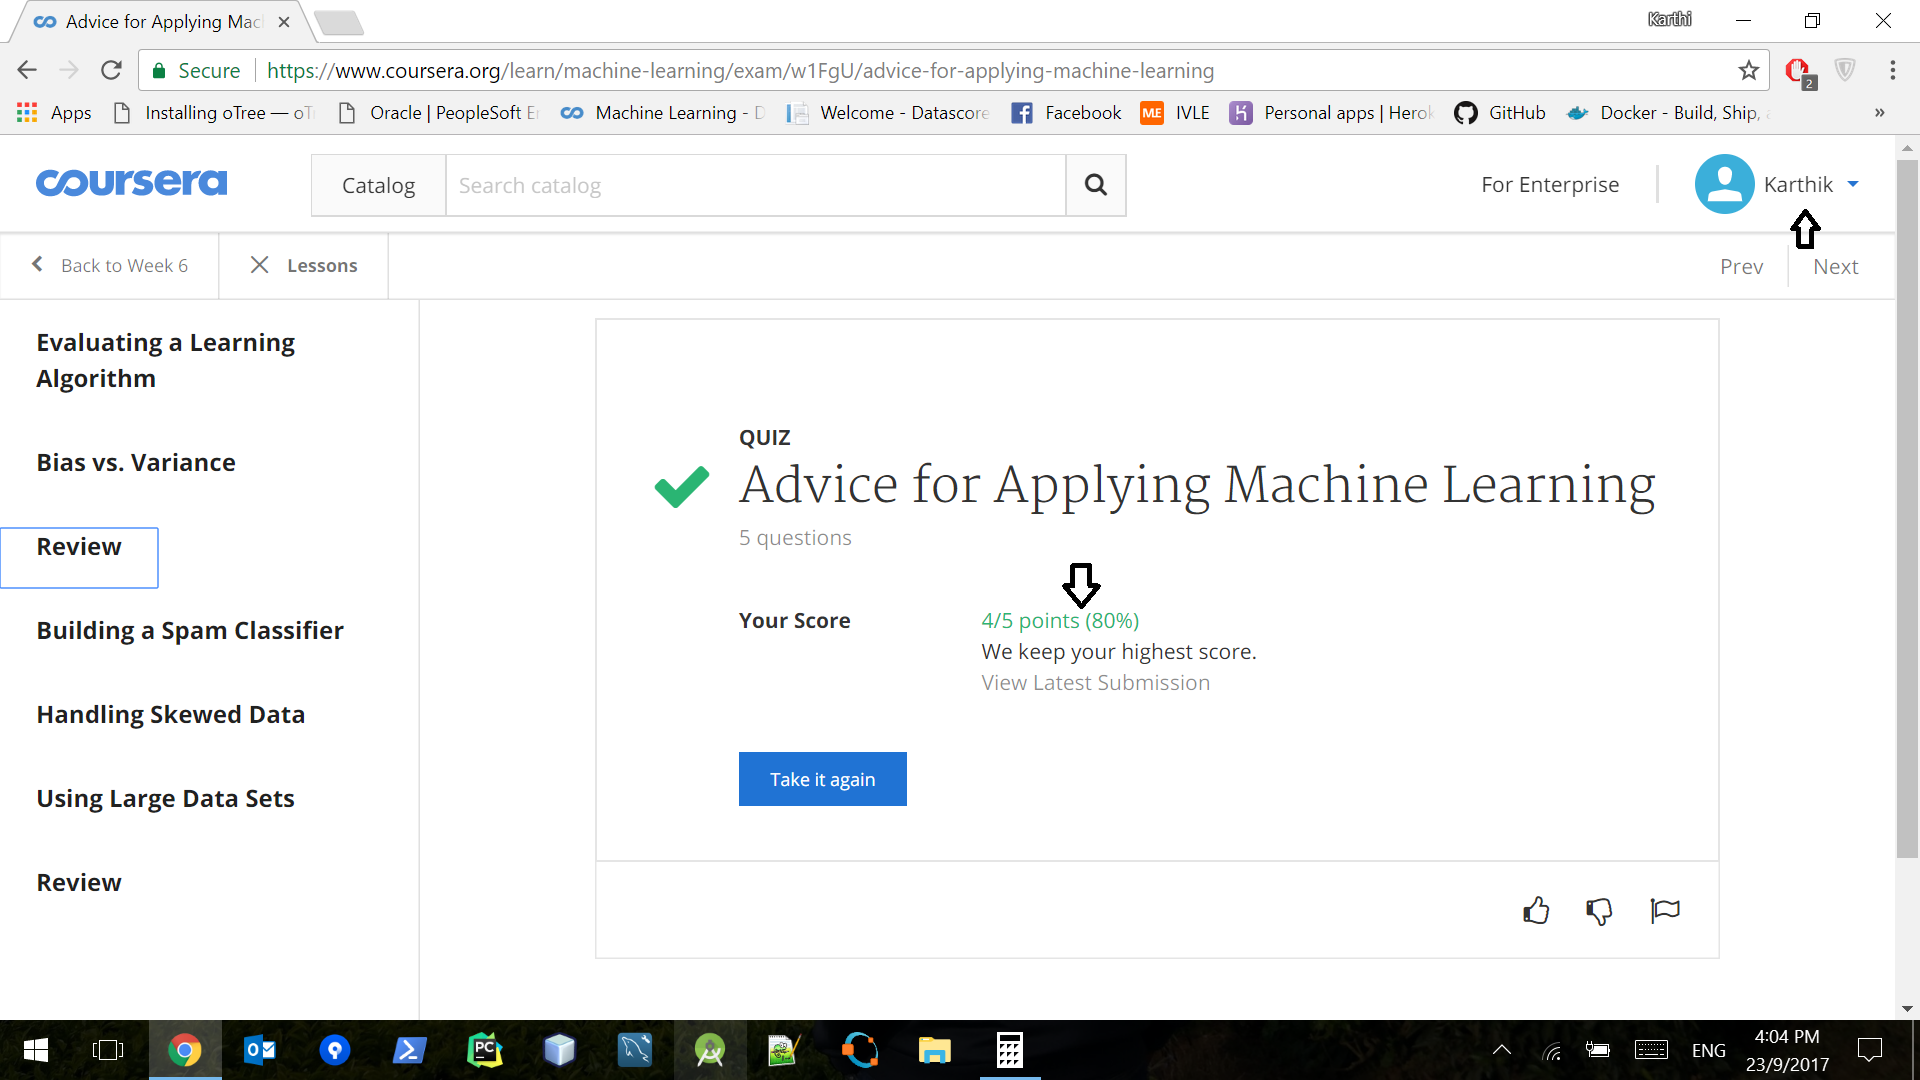 Advice for Applying Mac
Karthi
Secure https://www.coursera.org/learn/machine-learning/exam/w1FgU/advice-for-applying-machine-learning
2
Apps Installing oTree — oT Oracle | PeopleSoft E Machine Learning - Welcome - Datascore Facebook ME IVLE Personal apps | Herok GitHub Docker - Build, Ship, »
coursera Catalog Search catalog For Enterprise Karthik
Back to Week 6 Lessons Prev Next
Evaluating a Learning
Algorithm
Bias vs. Variance
Review
Building a Spam Classifier
Handling Skewed Data
Using Large Data Sets
Review
QUIZ
Advice for Applying Machine Learning
5 questions
Your Score 4/5 points (80%)
We keep your highest score.
View Latest Submission
Take it again
PC
ENG
4:04 PM
23/9/2017